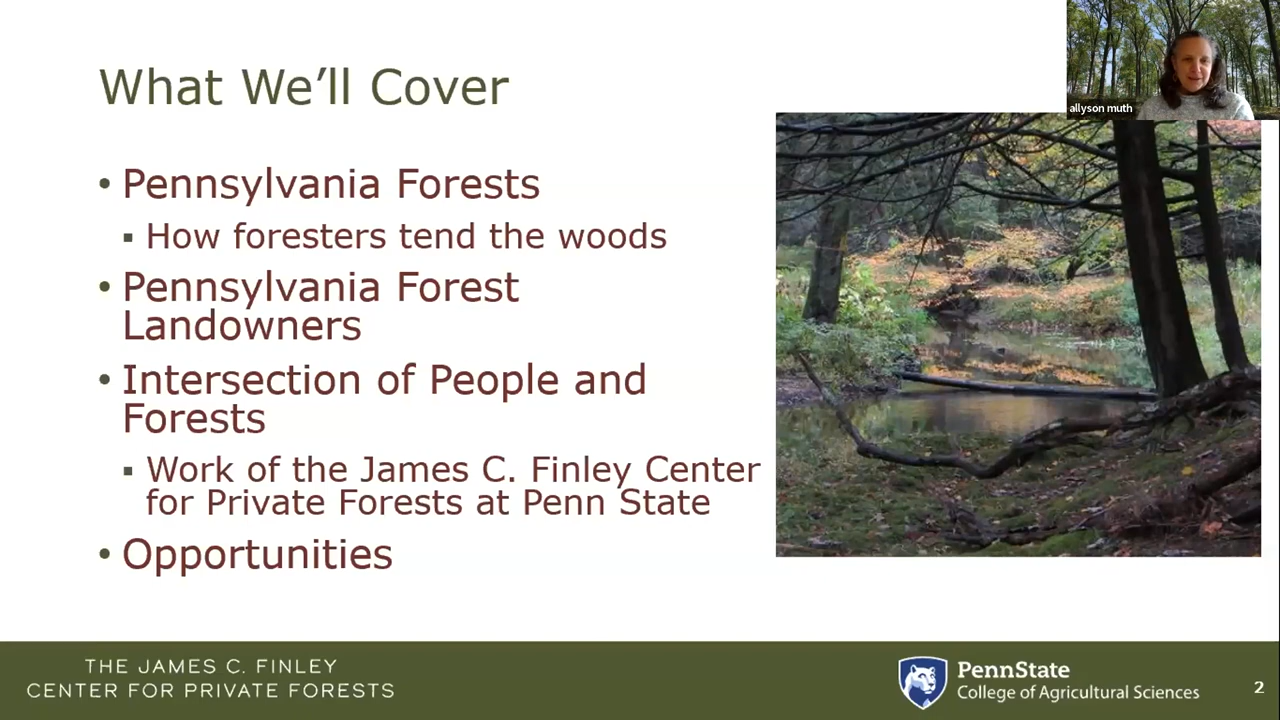 What We’ll Cover
allyson muth
• Pennsylvania Forests
▪ How foresters tend the woods
• Pennsylvania Forest
Landowners
• Intersection of People and
Forests
▪ Work of the James C. Finley Center
for Private Forests at Penn State
• Opportunities
THE JAMES C. FINLEY
CENTER FOR PRIVATE FORESTS
PennState
College of Agricultural Sciences
2